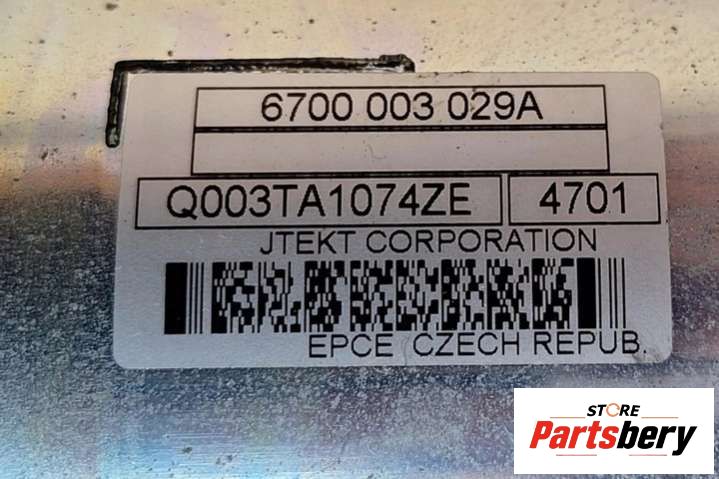 6700 003 029A
Q003TA1074ZE 4701
JTEKT CORPORATION
EPCE CZECH REPUB.
STORE
Partsbery